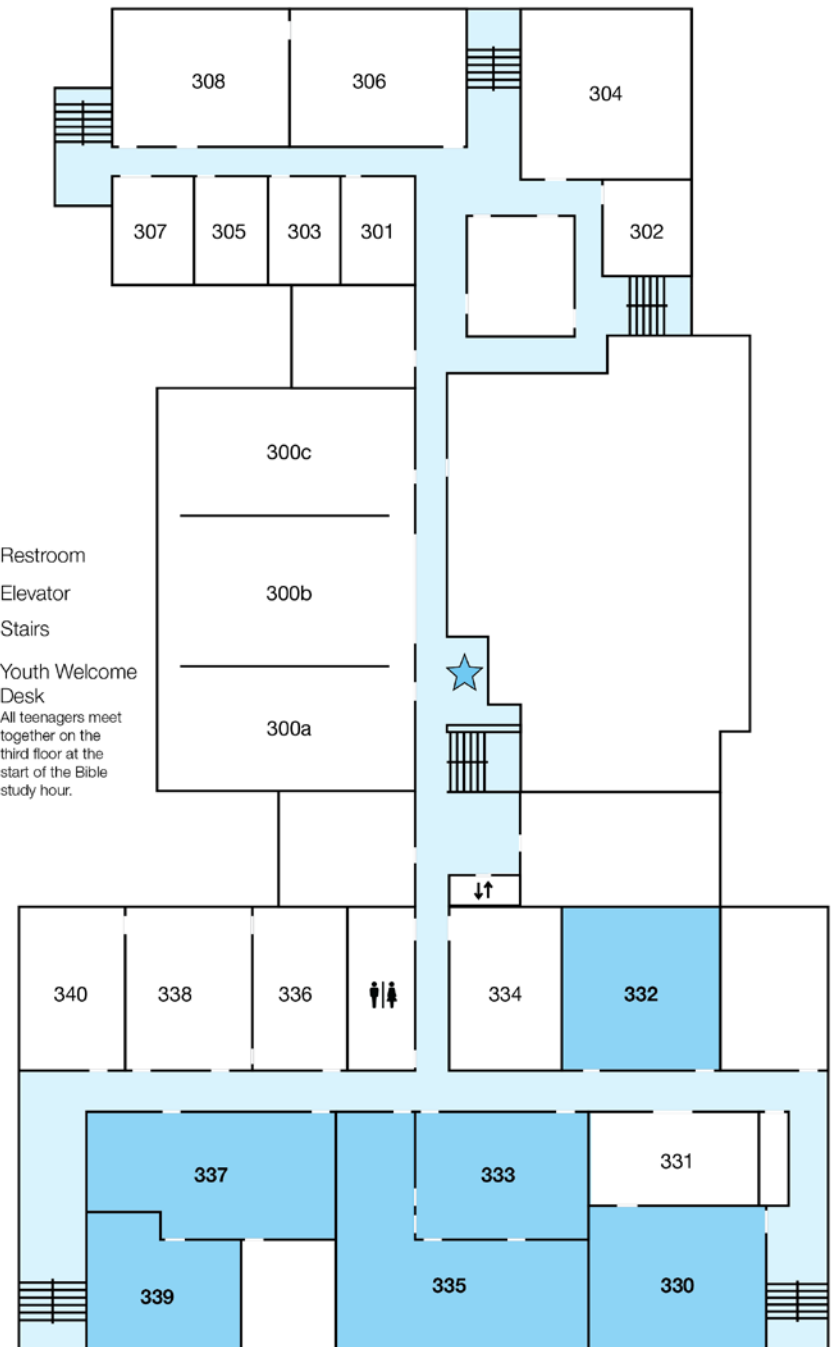 308
306
304
307
305
303
301
302
300c
Restroom
Elevator
300b
Stairs
Youth Welcome
Desk
All teenagers meet
together on the
third floor at the
start of the Bible
study hour.
300a
340
338
336
334
332
337
333
331
339
335
330